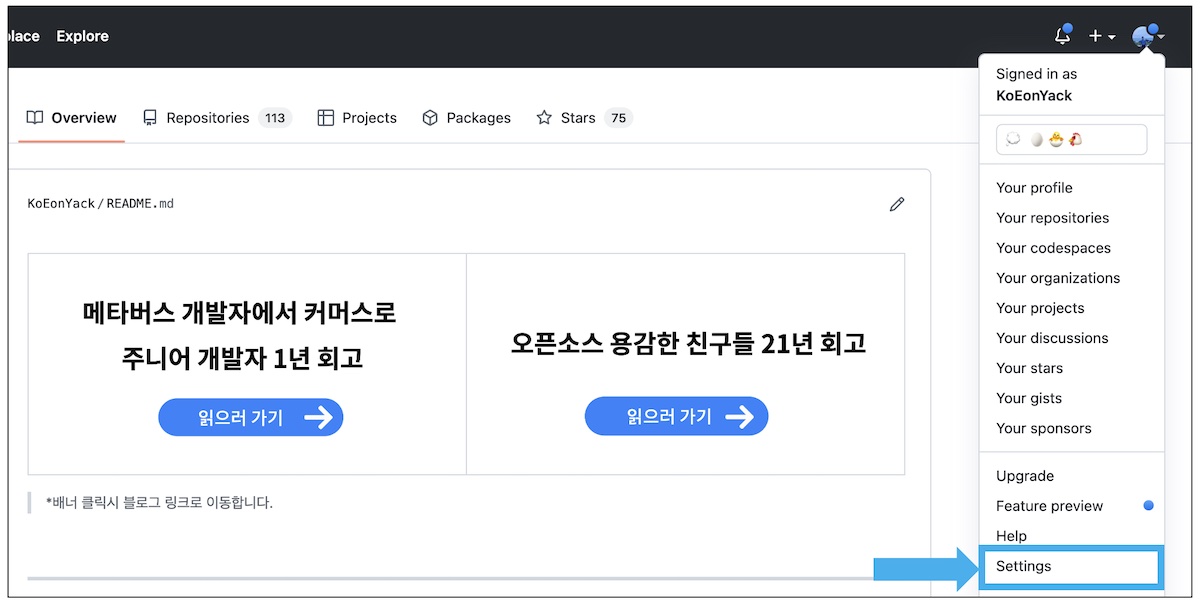 place Explore
Overview Repositories 113 Projects Packages Stars 75
KoEonYack/README.md
메타버스 개발자에서 커머스로
주니어 개발자 1년 회고
읽으러 가기
오픈소스 용감한 친구들 21년 회고
읽으러 가기
*배너 클릭시 블로그 링크로 이동합니다.
Signed in as
KoEonYack
Your profile
Your repositories
Your codespaces
Your organizations
Your projects
Your discussions
Your stars
Your gists
Your sponsors
Upgrade
Feature preview
Help
Settings